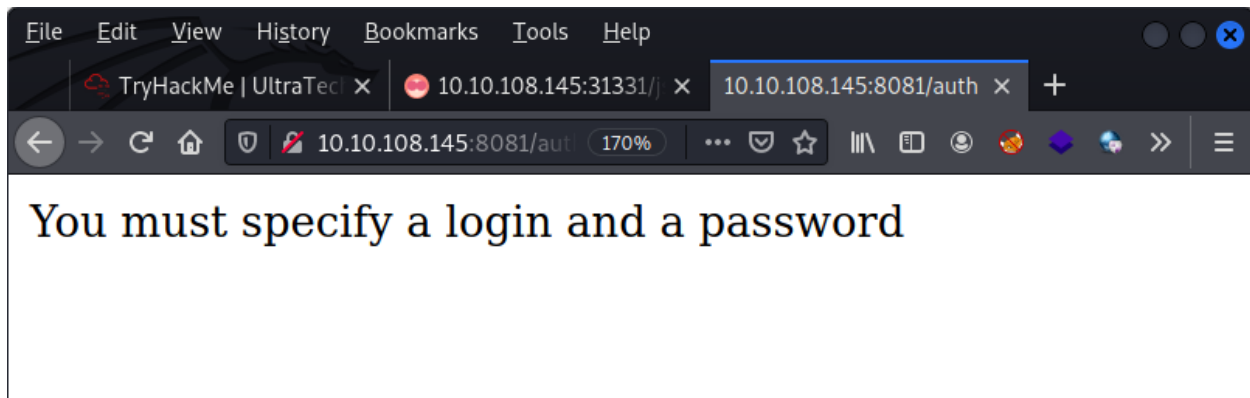 File Edit View History Bookmarks Tools Help
TryHackMe | UltraTecl 10.10.108.145:31331/j 10.10.108.145:8081/auth
10.10.108.145:8081/aut 170%
You must specify a login and a password